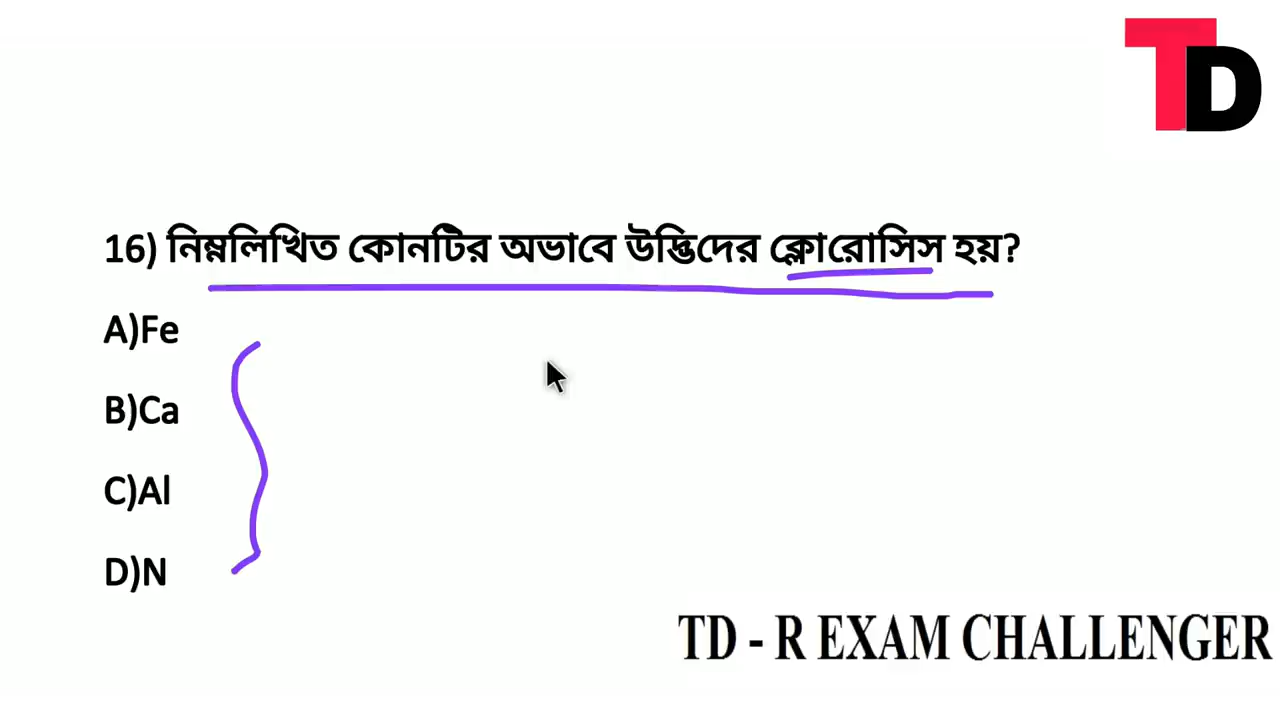 TD
16) নিম্নলিখিত কোনটির অভাবে উদ্ভিদের ক্লোরোসিস হয়?
A)Fe
B)Ca
C)Al
D)N
TD - R EXAM CHALLENGER